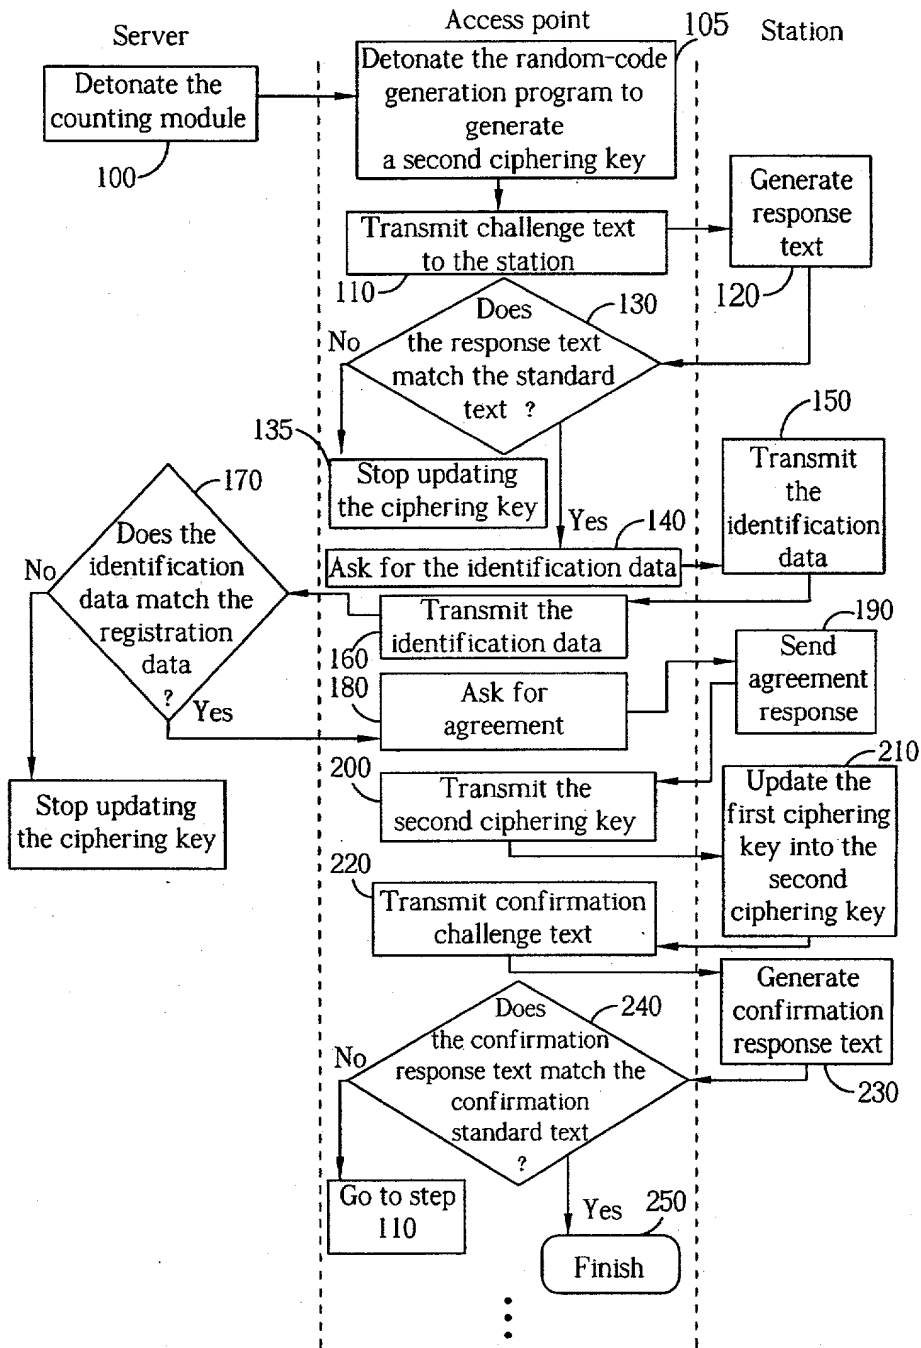 Server
Access point
Station
105
Detonate the
counting module
100
Detonate the random-code
generation program to
generate
a second ciphering key
Generate
response
text
120
Transmit challenge text
to the station
110
130
Does
the response text
match the standard
text ?
No
Yes
135
Stop updating
the ciphering key
150
Transmit
the
identification
data
140
Ask for the identification data
170
Does the
identification
data match the
registration
data
?
No
Yes
Transmit the
identification data
160
190
Send
agreement
response
180
Ask for
agreement
Stop updating
the ciphering key
200
Transmit the
second ciphering key
210
Update the
first ciphering
key into the
second
ciphering key
220
Transmit confirmation
challenge text
Generate
confirmation
response text
230
240
Does
the confirmation
response text match the
confirmation
standard text
?
No
Yes
Go to step
110
250
Finish